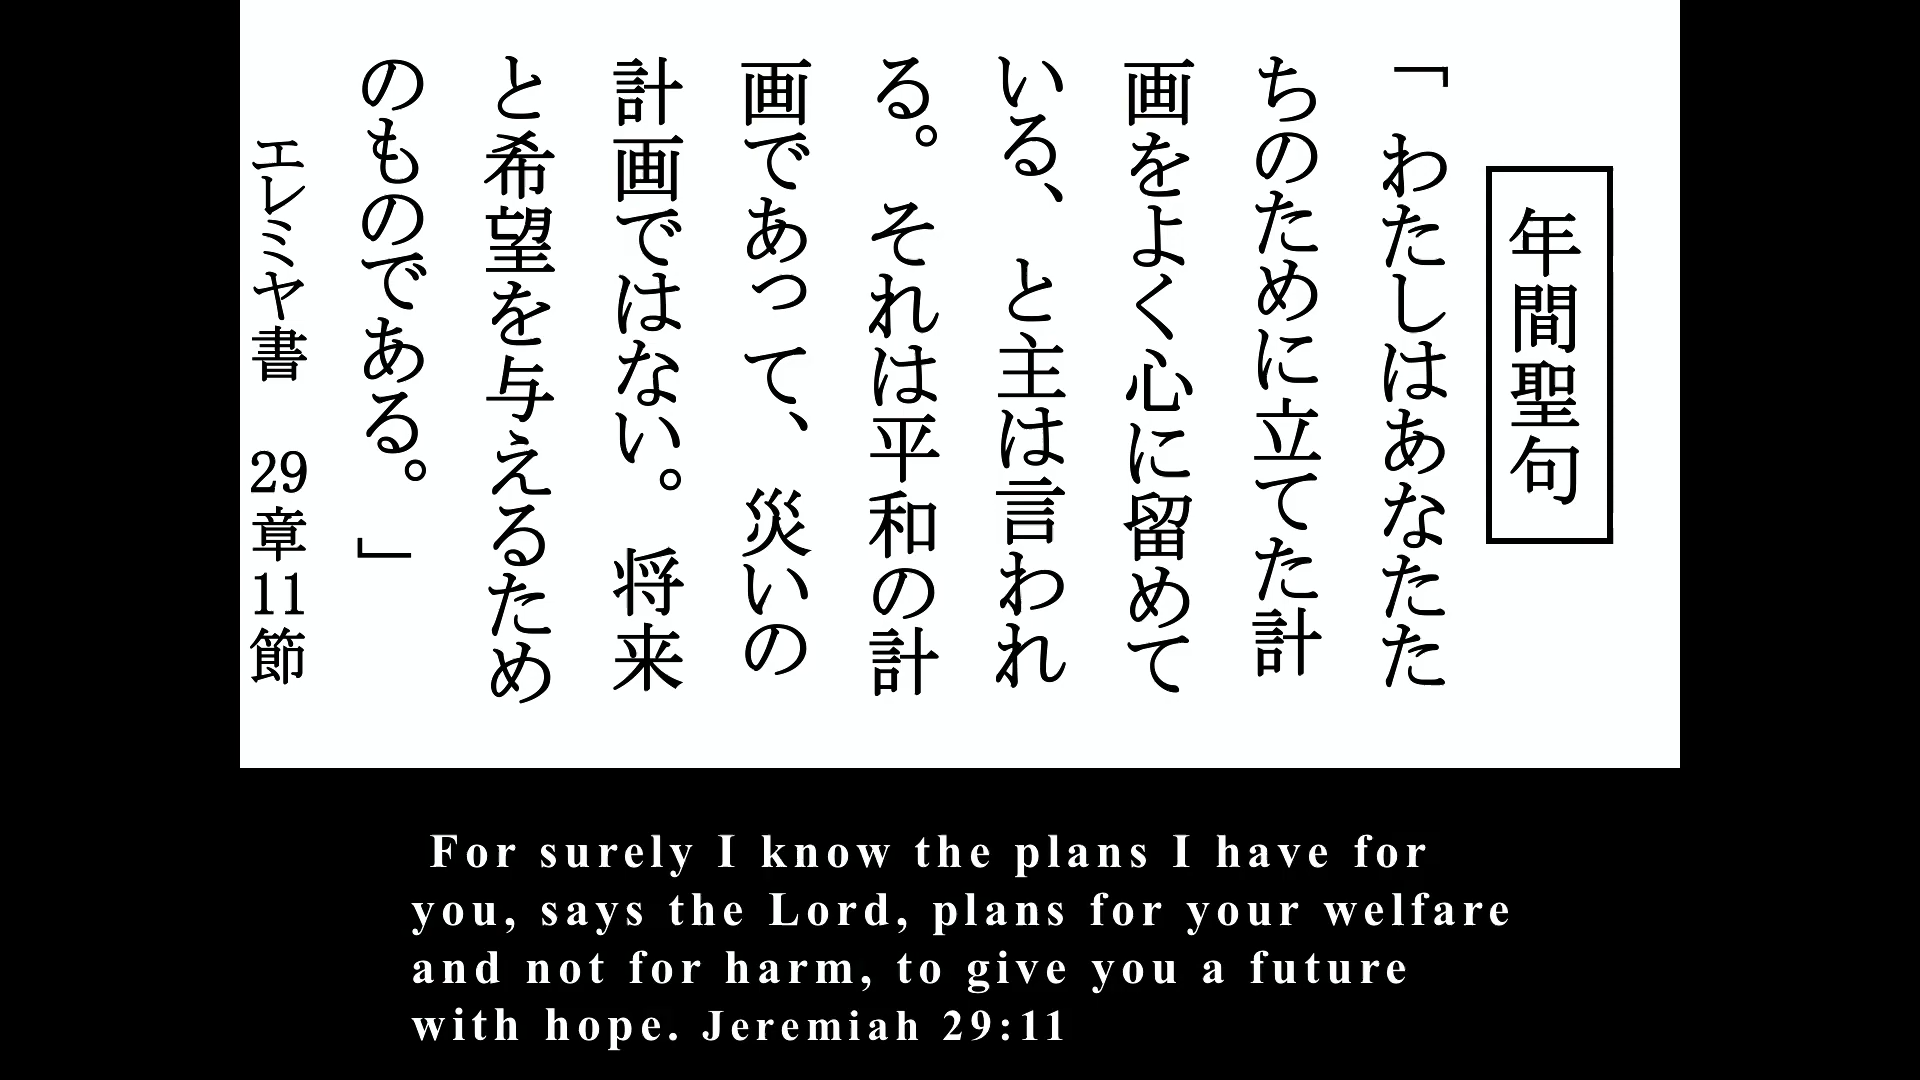 年間聖句
「 わたしはあなたた
ちのために立てた計
画をよく心に留めて
いる、 と主は言われ
る。 それは平和の計
画であって、 災いの
計画ではない。 将来
と希望を与えるため
のものである。 」
エレミヤ書 29章11節
For surely I know the plans I have for
you, says the Lord, plans for your welfare
and not for harm, to give you a future
with hope. Jeremiah 29:11